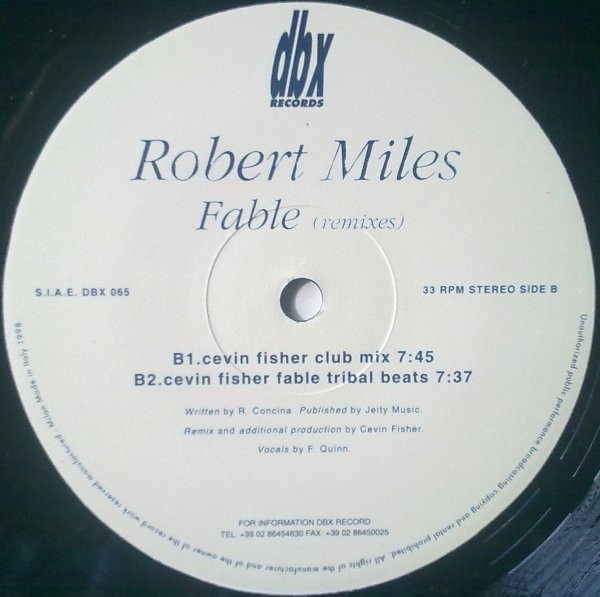 dbx
RECORDS
Robert Miles
Fable (remixes)
S.I.A.E. DBX 065
33 RPM STEREO SIDE B
B1.cevin fisher club mix 7:45
B2.cevin fisher fable tribal beats 7:37
Written by R. Concina. Published by Jeity Music.
Remix and additional production by Cevin Fisher.
Vocals by F. Quinn.
FOR INFORMATION DBX RECORD
TEL +39 02 86454630 FAX +39 02 86450025
Unauthorized public performance broadcasting copying and rental prohibited. All rights of the manufacturer and of the owner of the record work reserved manufactured. Milan Made in Italy 1998